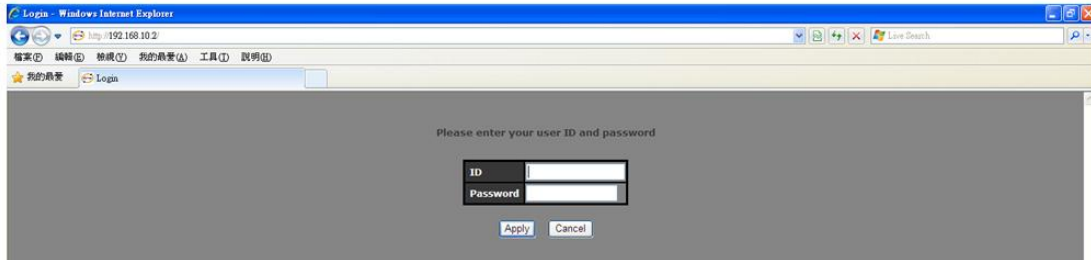 Login - Windows Internet Explorer
http://192.168.10.2/
Live Search
檔案(F) 編輯(E) 檢視(V) 我的最愛(A) 工具(T) 說明(H)
我的最愛 Login
Please enter your user ID and password
ID
Password
Apply Cancel